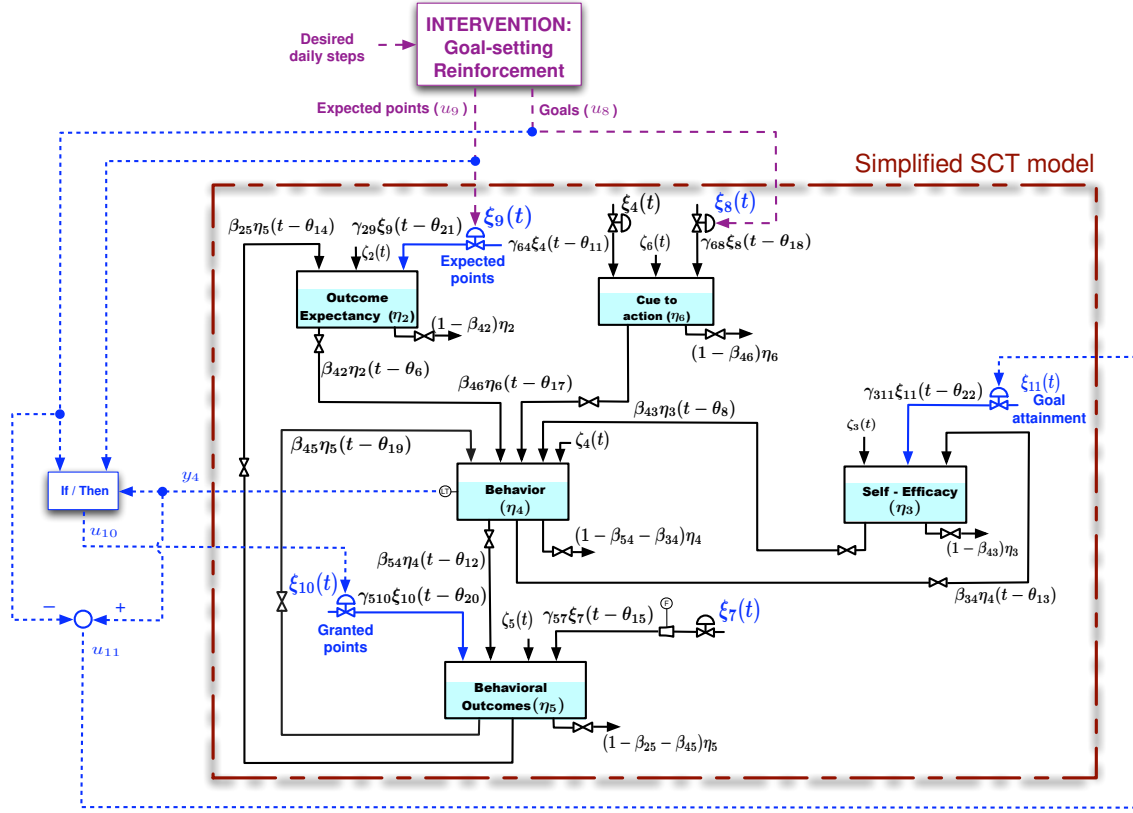 INTERVENTION:
Goal-setting
Reinforcement
Desired
daily steps
Expected points (u₉)
Goals (u₈)
Simplified SCT model
β₂₅η₅(t − θ₁₄)
γ₂₉ξ₉(t − θ₂₁)
ξ₉(t)
ζ₂(t)
Expected
points
γ₆₄ξ₄(t − θ₁₁)
ξ₄(t)
ζ₆(t)
ξ₈(t)
γ₆₈ξ₈(t − θ₁₈)
Outcome
Expectancy (η₂)
(1 − β₄₂)η₂
Cue to
action (η₆)
(1 − β₄₆)η₆
β₄₂η₂(t − θ₆)
β₄₆η₆(t − θ₁₇)
β₄₃η₃(t − θ₈)
γ₃₁₁ξ₁₁(t − θ₂₂)
ξ₁₁(t)
Goal
attainment
β₄₅η₅(t − θ₁₉)
ζ₄(t)
ζ₃(t)
If / Then
y₄
LT
Behavior
(η₄)
Self - Efficacy
(η₃)
u₁₀
(1 − β₅₄ − β₃₄)η₄
(1 − β₄₃)η₃
β₅₄η₄(t − θ₁₂)
β₃₄η₄(t − θ₁₃)
ξ₁₀(t)
γ₅₁₀ξ₁₀(t − θ₂₀)
Granted
points
ζ₅(t)
γ₅₇ξ₇(t − θ₁₅)
F
ξ₇(t)
−
+
u₁₁
Behavioral
Outcomes (η₅)
(1 − β₂₅ − β₄₅)η₅